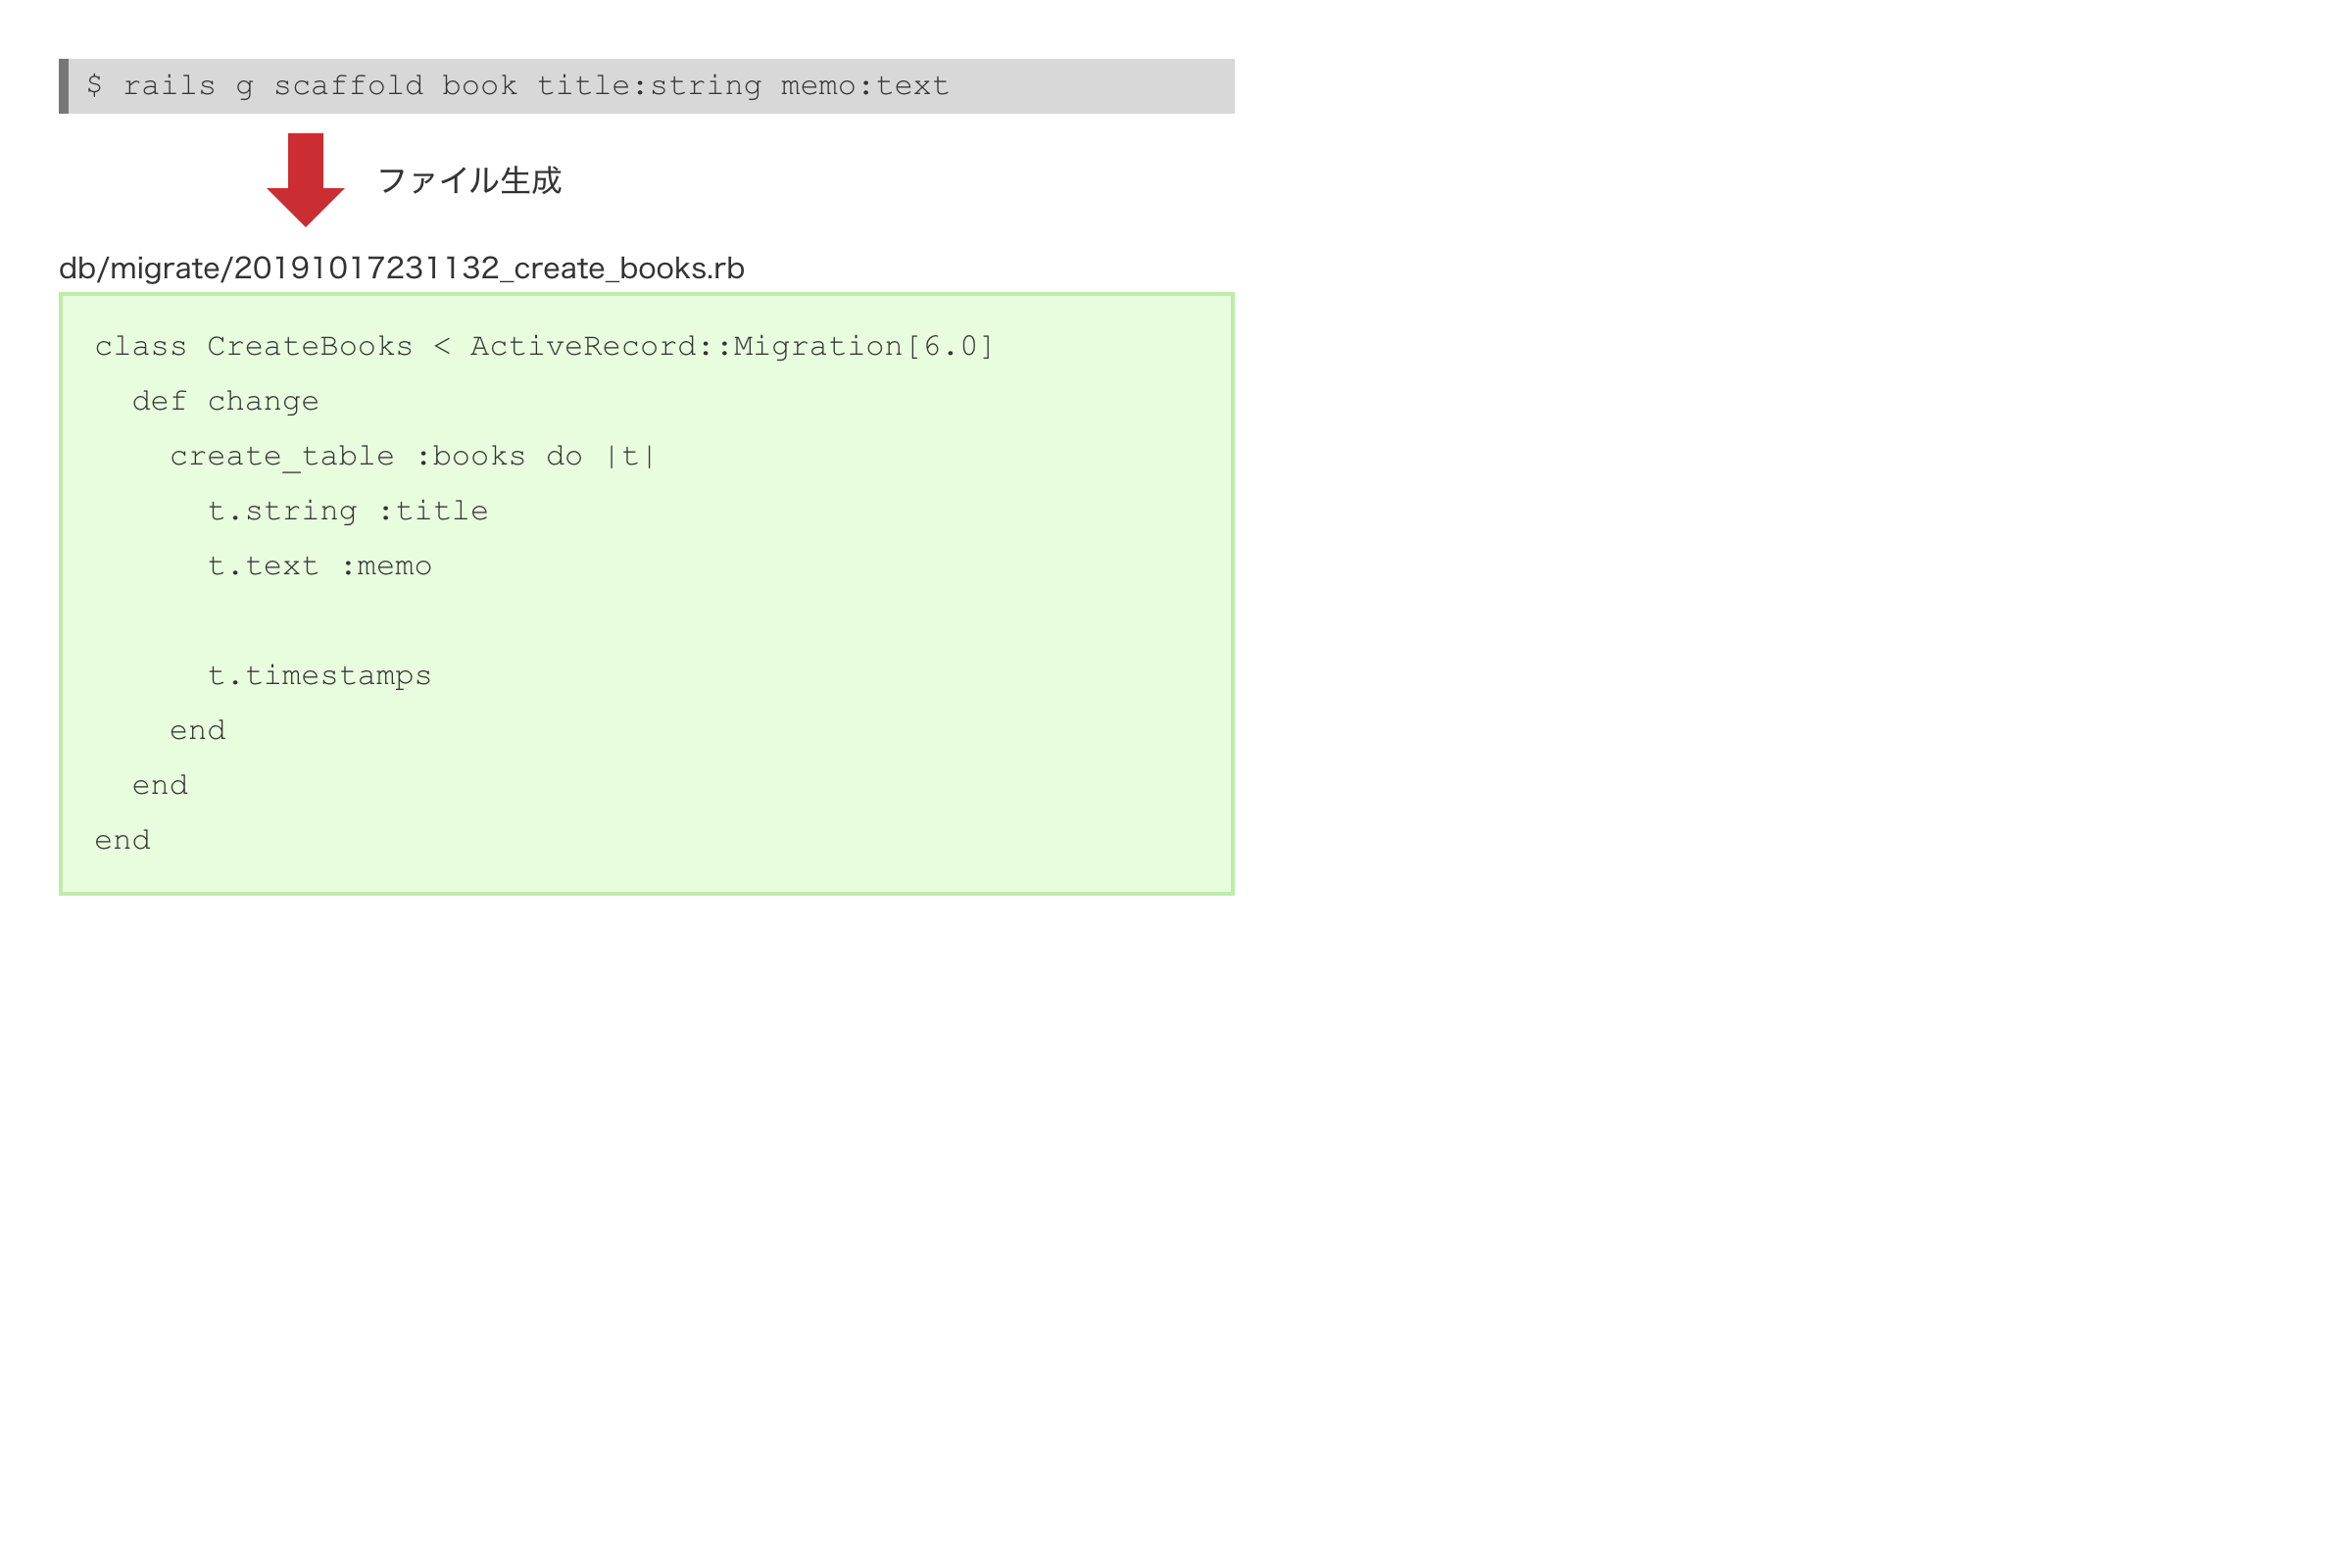 $ rails g scaffold book title:string memo:text
ファイル生成
db/migrate/20191017231132_create_books.rb
class CreateBooks < ActiveRecord::Migration[6.0]
  def change
    create_table :books do |t|
      t.string :title
      t.text :memo

      t.timestamps
    end
  end
end